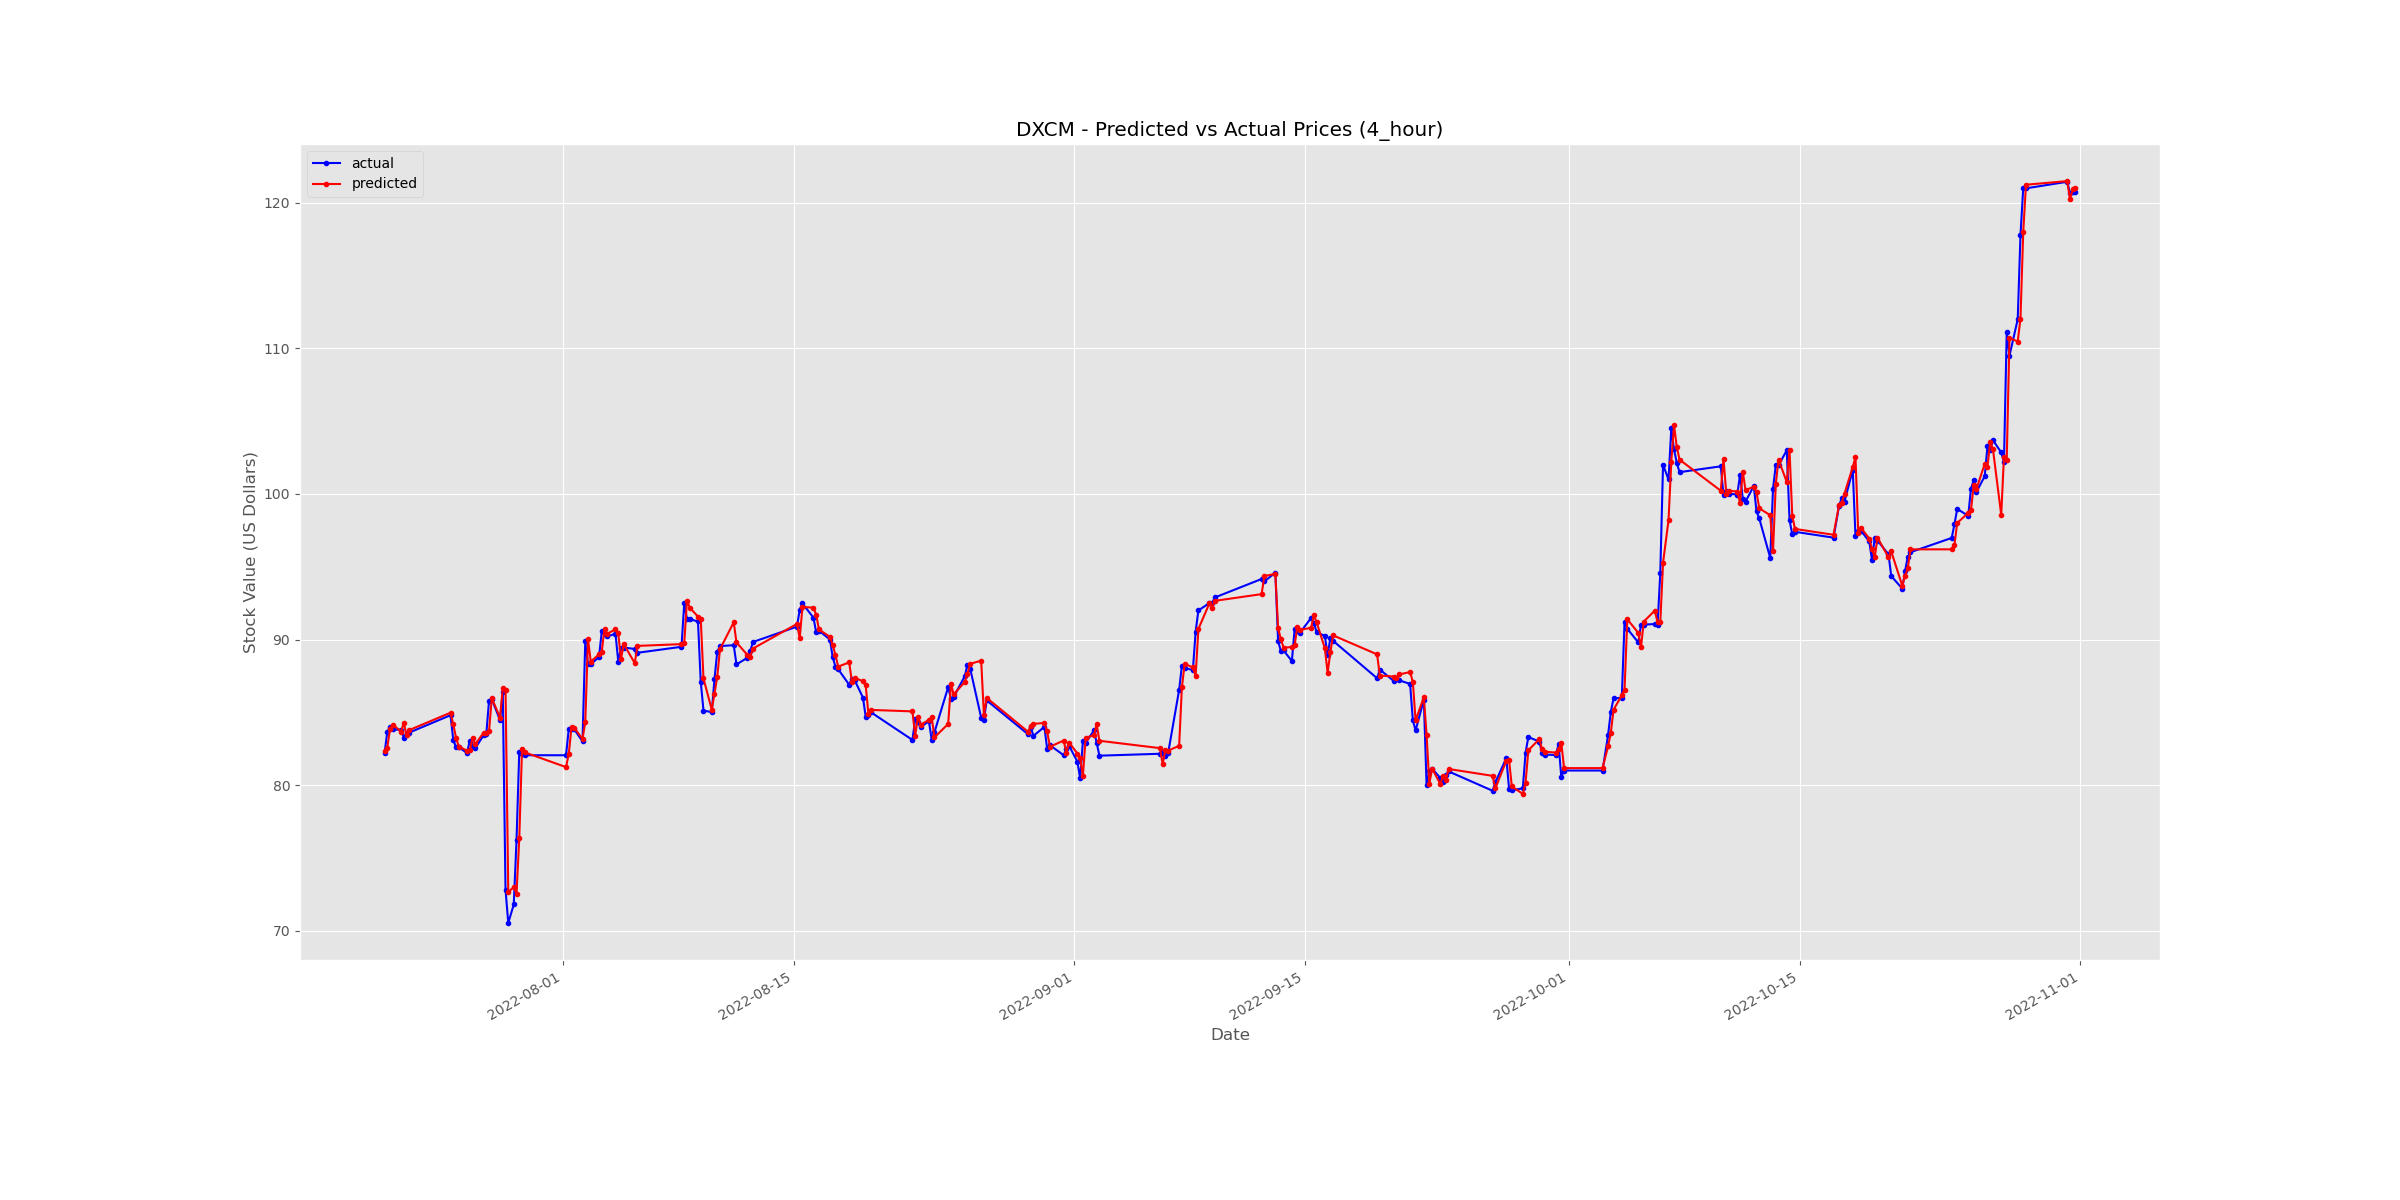 DXCM - Predicted vs Actual Prices (4_hour)
actual
predicted
120
110
100
90
80
70
Stock Value (US Dollars)
2022-08-01
2022-08-15
2022-09-01
2022-09-15
2022-10-01
2022-10-15
2022-11-01
Date